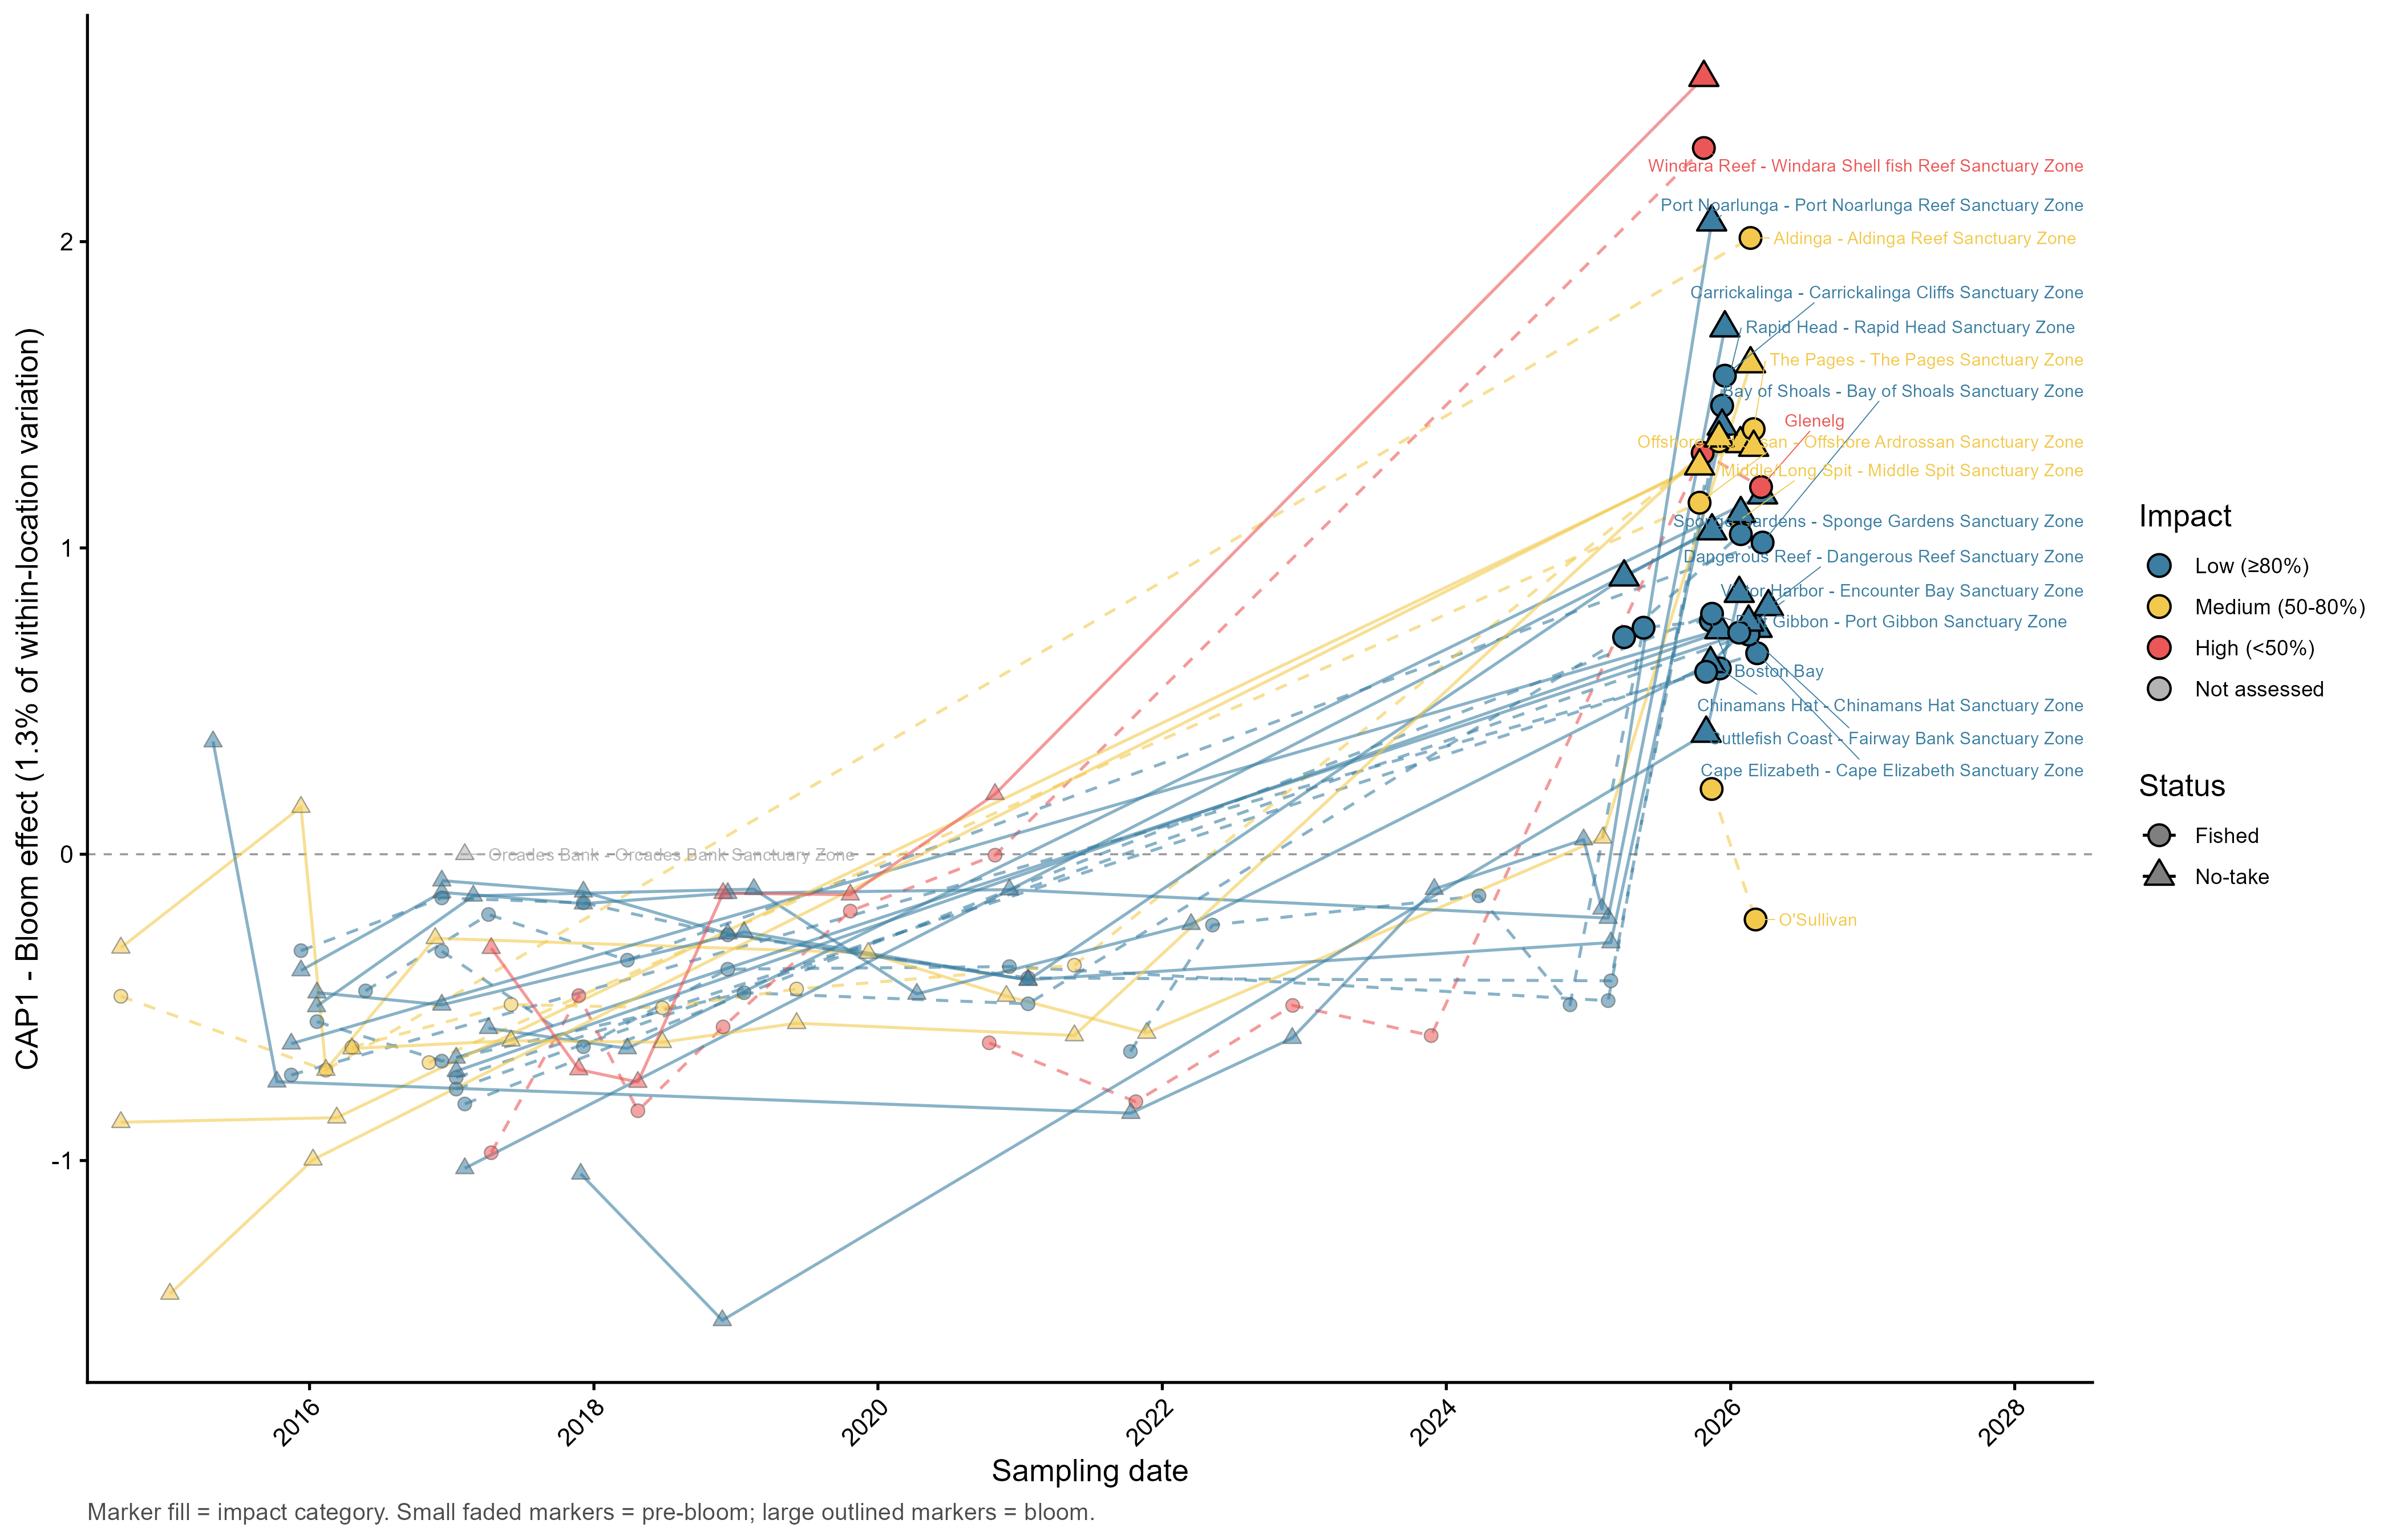 CAP1 - Bloom effect (1.3% of within-location variation)
2
1
0
-1
Windara Reef - Windara Shell fish Reef Sanctuary Zone
Port Noarlunga - Port Noarlunga Reef Sanctuary Zone
Aldinga - Aldinga Reef Sanctuary Zone
Carrickalinga - Carrickalinga Cliffs Sanctuary Zone
Rapid Head - Rapid Head Sanctuary Zone
The Pages - The Pages Sanctuary Zone
Bay of Shoals - Bay of Shoals Sanctuary Zone
Glenelg
Offshore Ardrossan - Offshore Ardrossan Sanctuary Zone
Middle/Long Spit - Middle Spit Sanctuary Zone
Sponge Gardens - Sponge Gardens Sanctuary Zone
Dangerous Reef - Dangerous Reef Sanctuary Zone
Victor Harbor - Encounter Bay Sanctuary Zone
Port Gibbon - Port Gibbon Sanctuary Zone
Boston Bay
Chinamans Hat - Chinamans Hat Sanctuary Zone
Cuttlefish Coast - Fairway Bank Sanctuary Zone
Cape Elizabeth - Cape Elizabeth Sanctuary Zone
Orcades Bank - Orcades Bank Sanctuary Zone
O'Sullivan
2016
2018
2020
2022
2024
2026
2028
Sampling date
Impact
Low (≥80%)
Medium (50-80%)
High (<50%)
Not assessed
Status
Fished
No-take
Marker fill = impact category. Small faded markers = pre-bloom; large outlined markers = bloom.